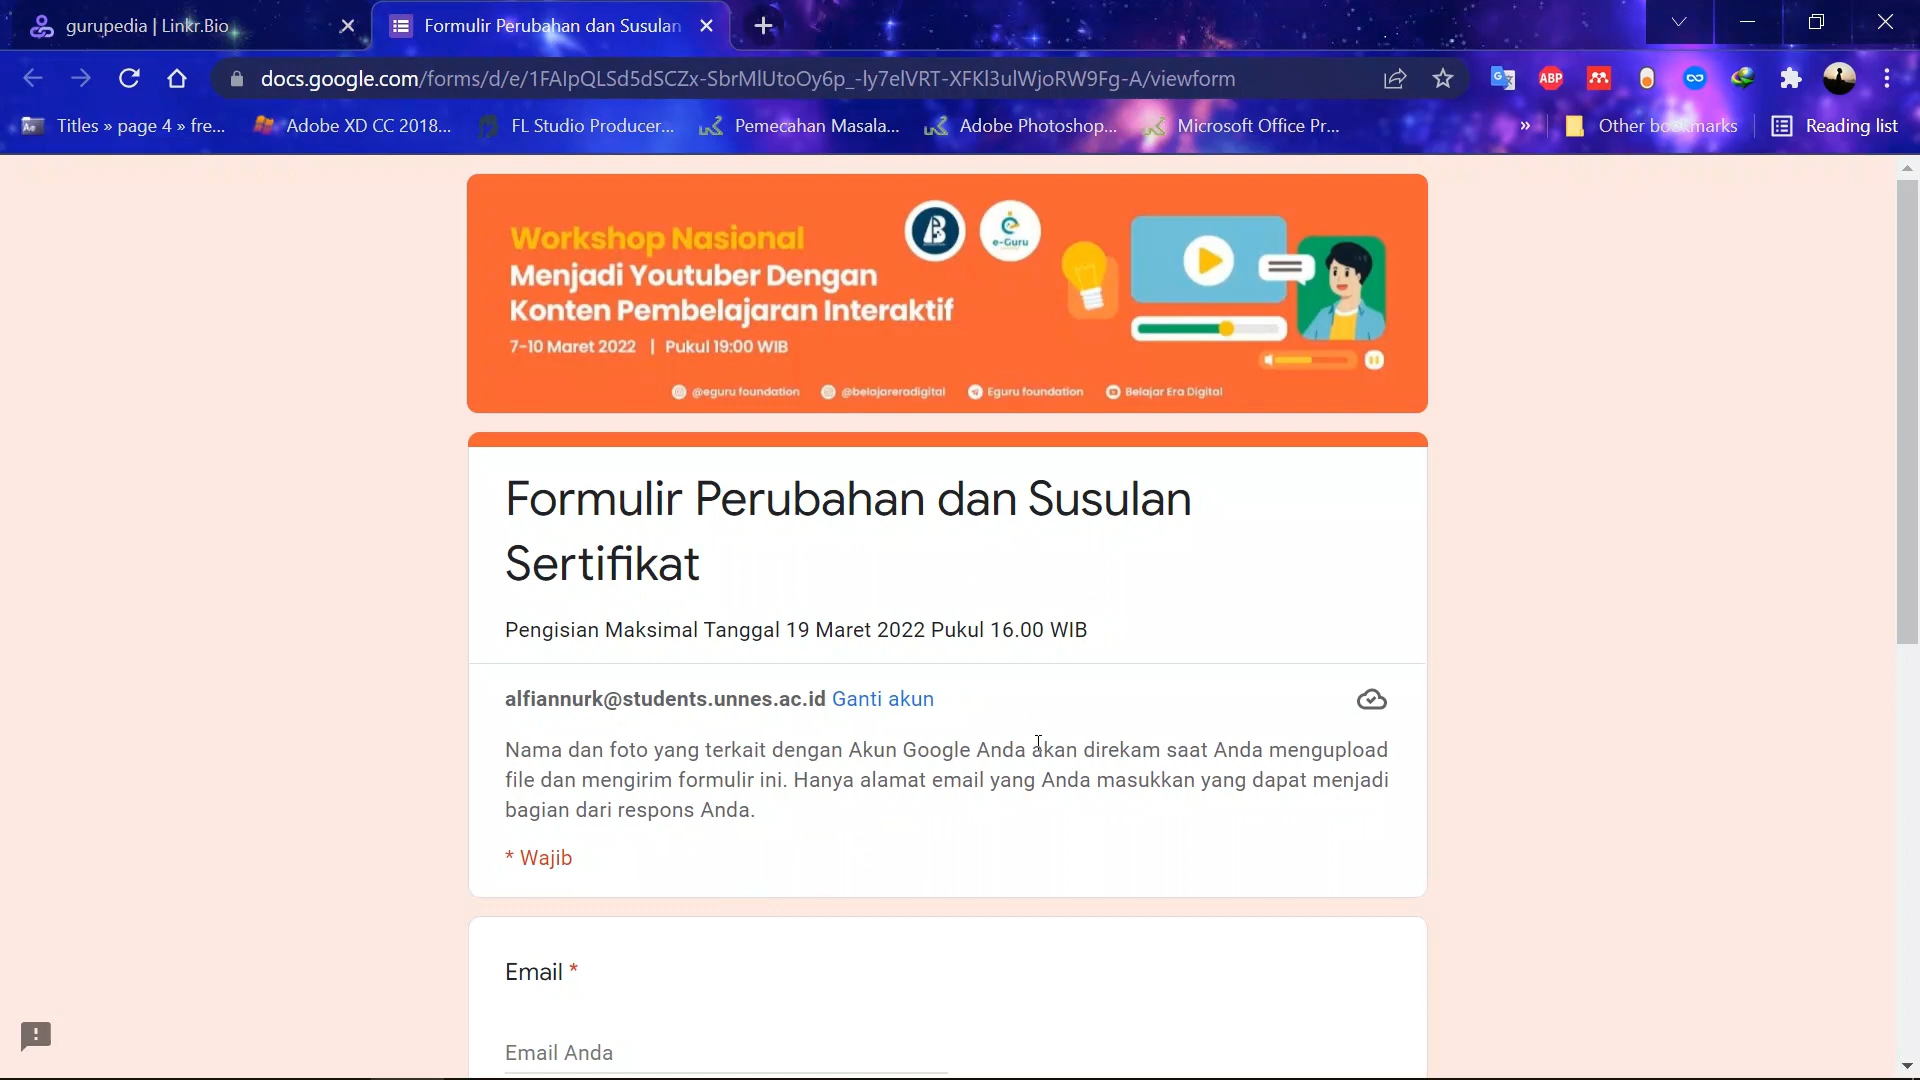 gurupedia | Linkr.Bio
Formulir Perubahan dan Susulan
docs.google.com/forms/d/e/1FAIpQLSd5dSCZx-SbrMlUtoOy6p_-ly7elVRT-XFKl3ulWjoRW9Fg-A/viewform
ABP
Ae
Titles » page 4 » fre...
Adobe XD CC 2018...
FL Studio Producer...
Pemecahan Masala...
Adobe Photoshop...
Microsoft Office Pr...
»
Other bookmarks
Reading list
Workshop Nasional
Menjadi Youtuber Dengan
Konten Pembelajaran Interaktif
7-10 Maret 2022 | Pukul 19:00 WIB
e-Guru
@eguru foundation
@belajareradigital
Eguru foundation
Belajar Era Digital
Formulir Perubahan dan Susulan
Sertifikat
Pengisian Maksimal Tanggal 19 Maret 2022 Pukul 16.00 WIB
alfiannurk@students.unnes.ac.id Ganti akun
Nama dan foto yang terkait dengan Akun Google Anda akan direkam saat Anda mengupload
file dan mengirim formulir ini. Hanya alamat email yang Anda masukkan yang dapat menjadi
bagian dari respons Anda.
* Wajib
Email *
Email Anda